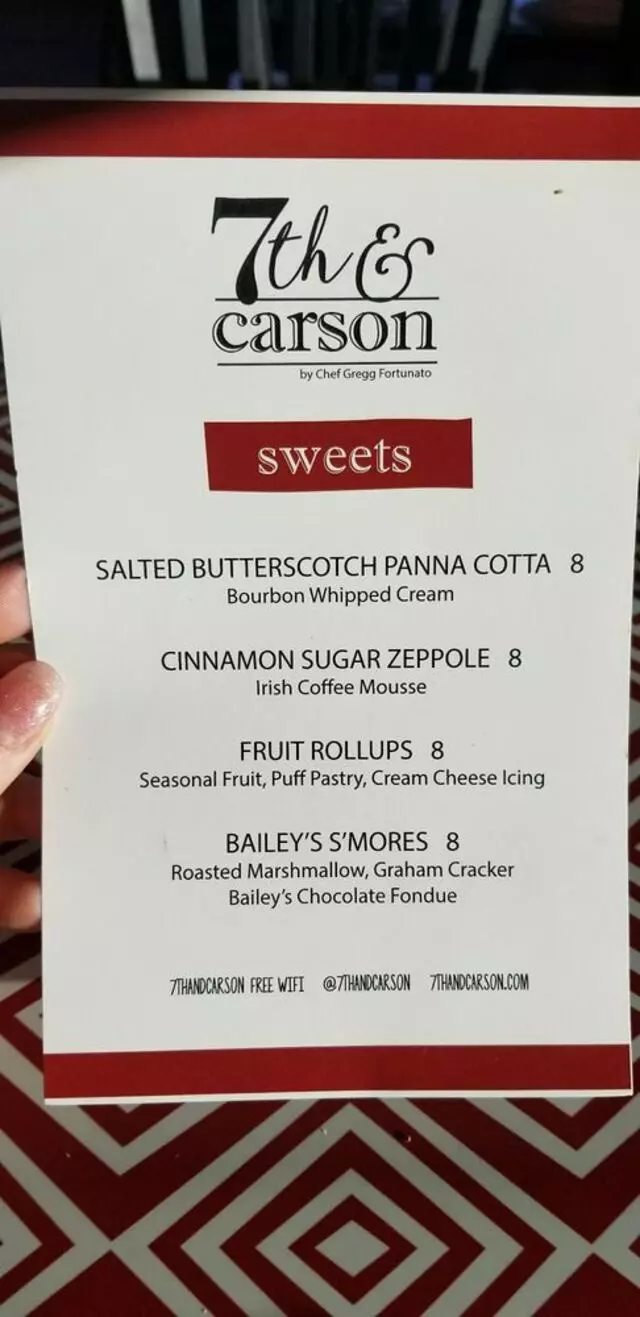 7th &
carson
by Chef Gregg Fortunato
sweets
SALTED BUTTERSCOTCH PANNA COTTA 8
Bourbon Whipped Cream
CINNAMON SUGAR ZEPPOLE 8
Irish Coffee Mousse
FRUIT ROLLUPS 8
Seasonal Fruit, Puff Pastry, Cream Cheese Icing
BAILEY'S S'MORES 8
Roasted Marshmallow, Graham Cracker
Bailey's Chocolate Fondue
7THANDCARSON FREE WIFI @7THANDCARSON 7THANDCARSON.COM